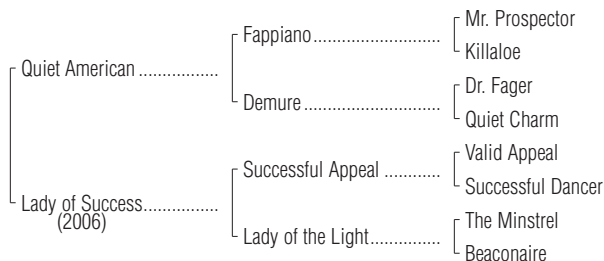 Mr. Prospector
Fappiano
Killaloe
Quiet American
Dr. Fager
Demure
Quiet Charm
Valid Appeal
Successful Appeal
Successful Dancer
Lady of Success
(2006)
The Minstrel
Lady of the Light
Beaconaire